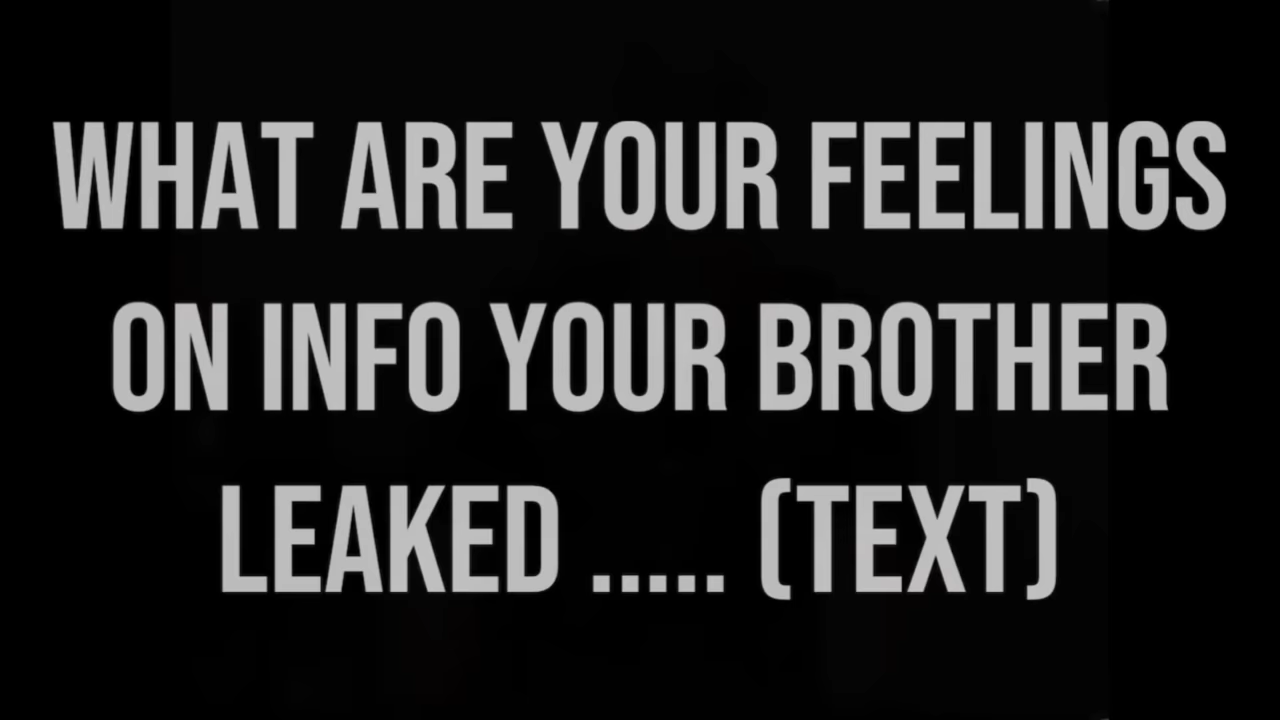 WHAT ARE YOUR FEELINGS
ON INFO YOUR BROTHER
LEAKED ..... (TEXT)